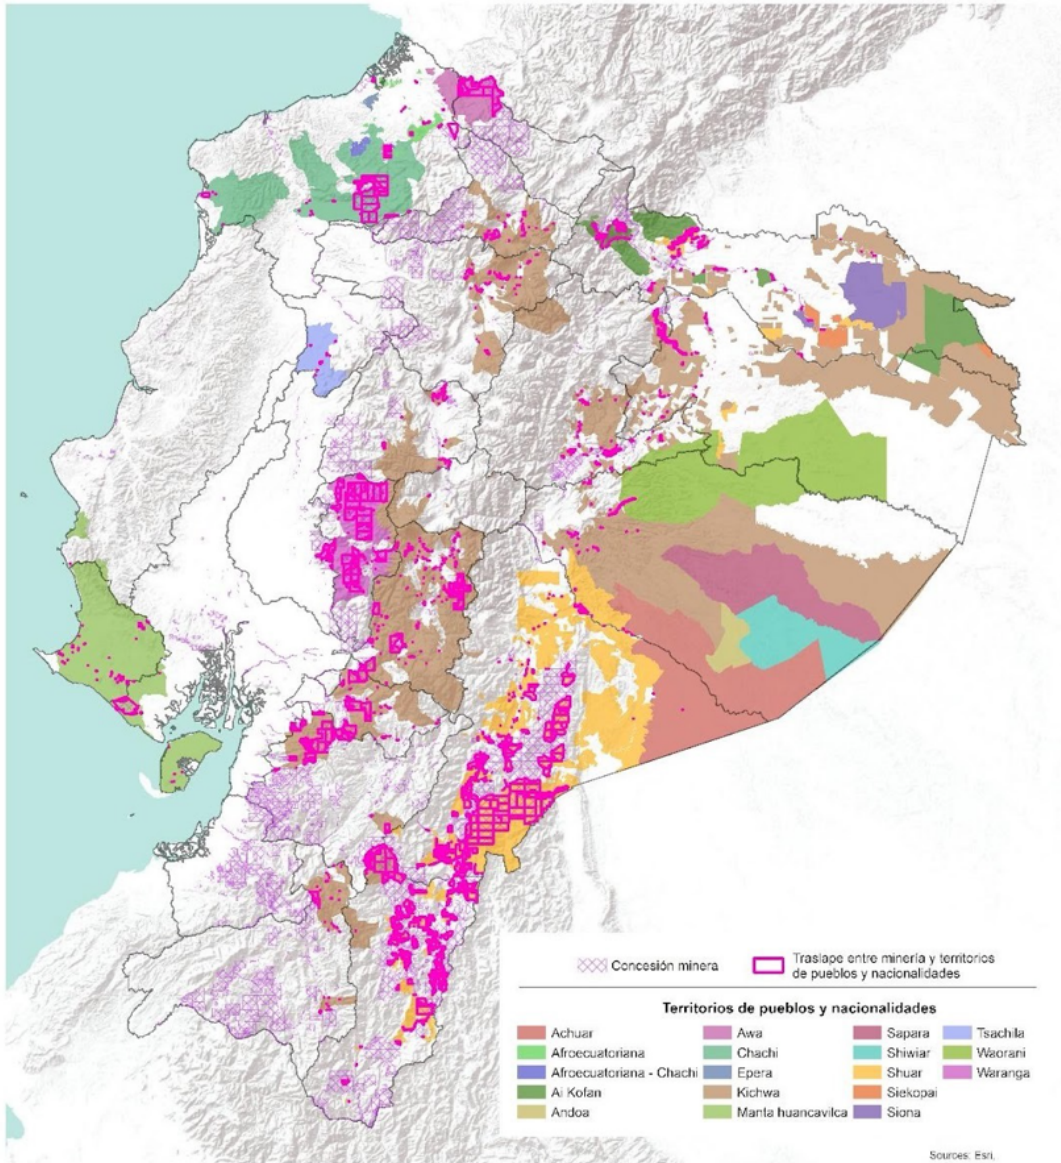 Concesión minera
Traslape entre minería y territorios
de pueblos y nacionalidades
Territorios de pueblos y nacionalidades
Achuar
Afroecuatoriana
Afroecuatoriana - Chachi
Ai Kofan
Andoa
Awa
Chachi
Epera
Kichwa
Manta huancavilca
Sapara
Shiwiar
Shuar
Siekopai
Siona
Tsachila
Waorani
Waranga
Sources: Esri,